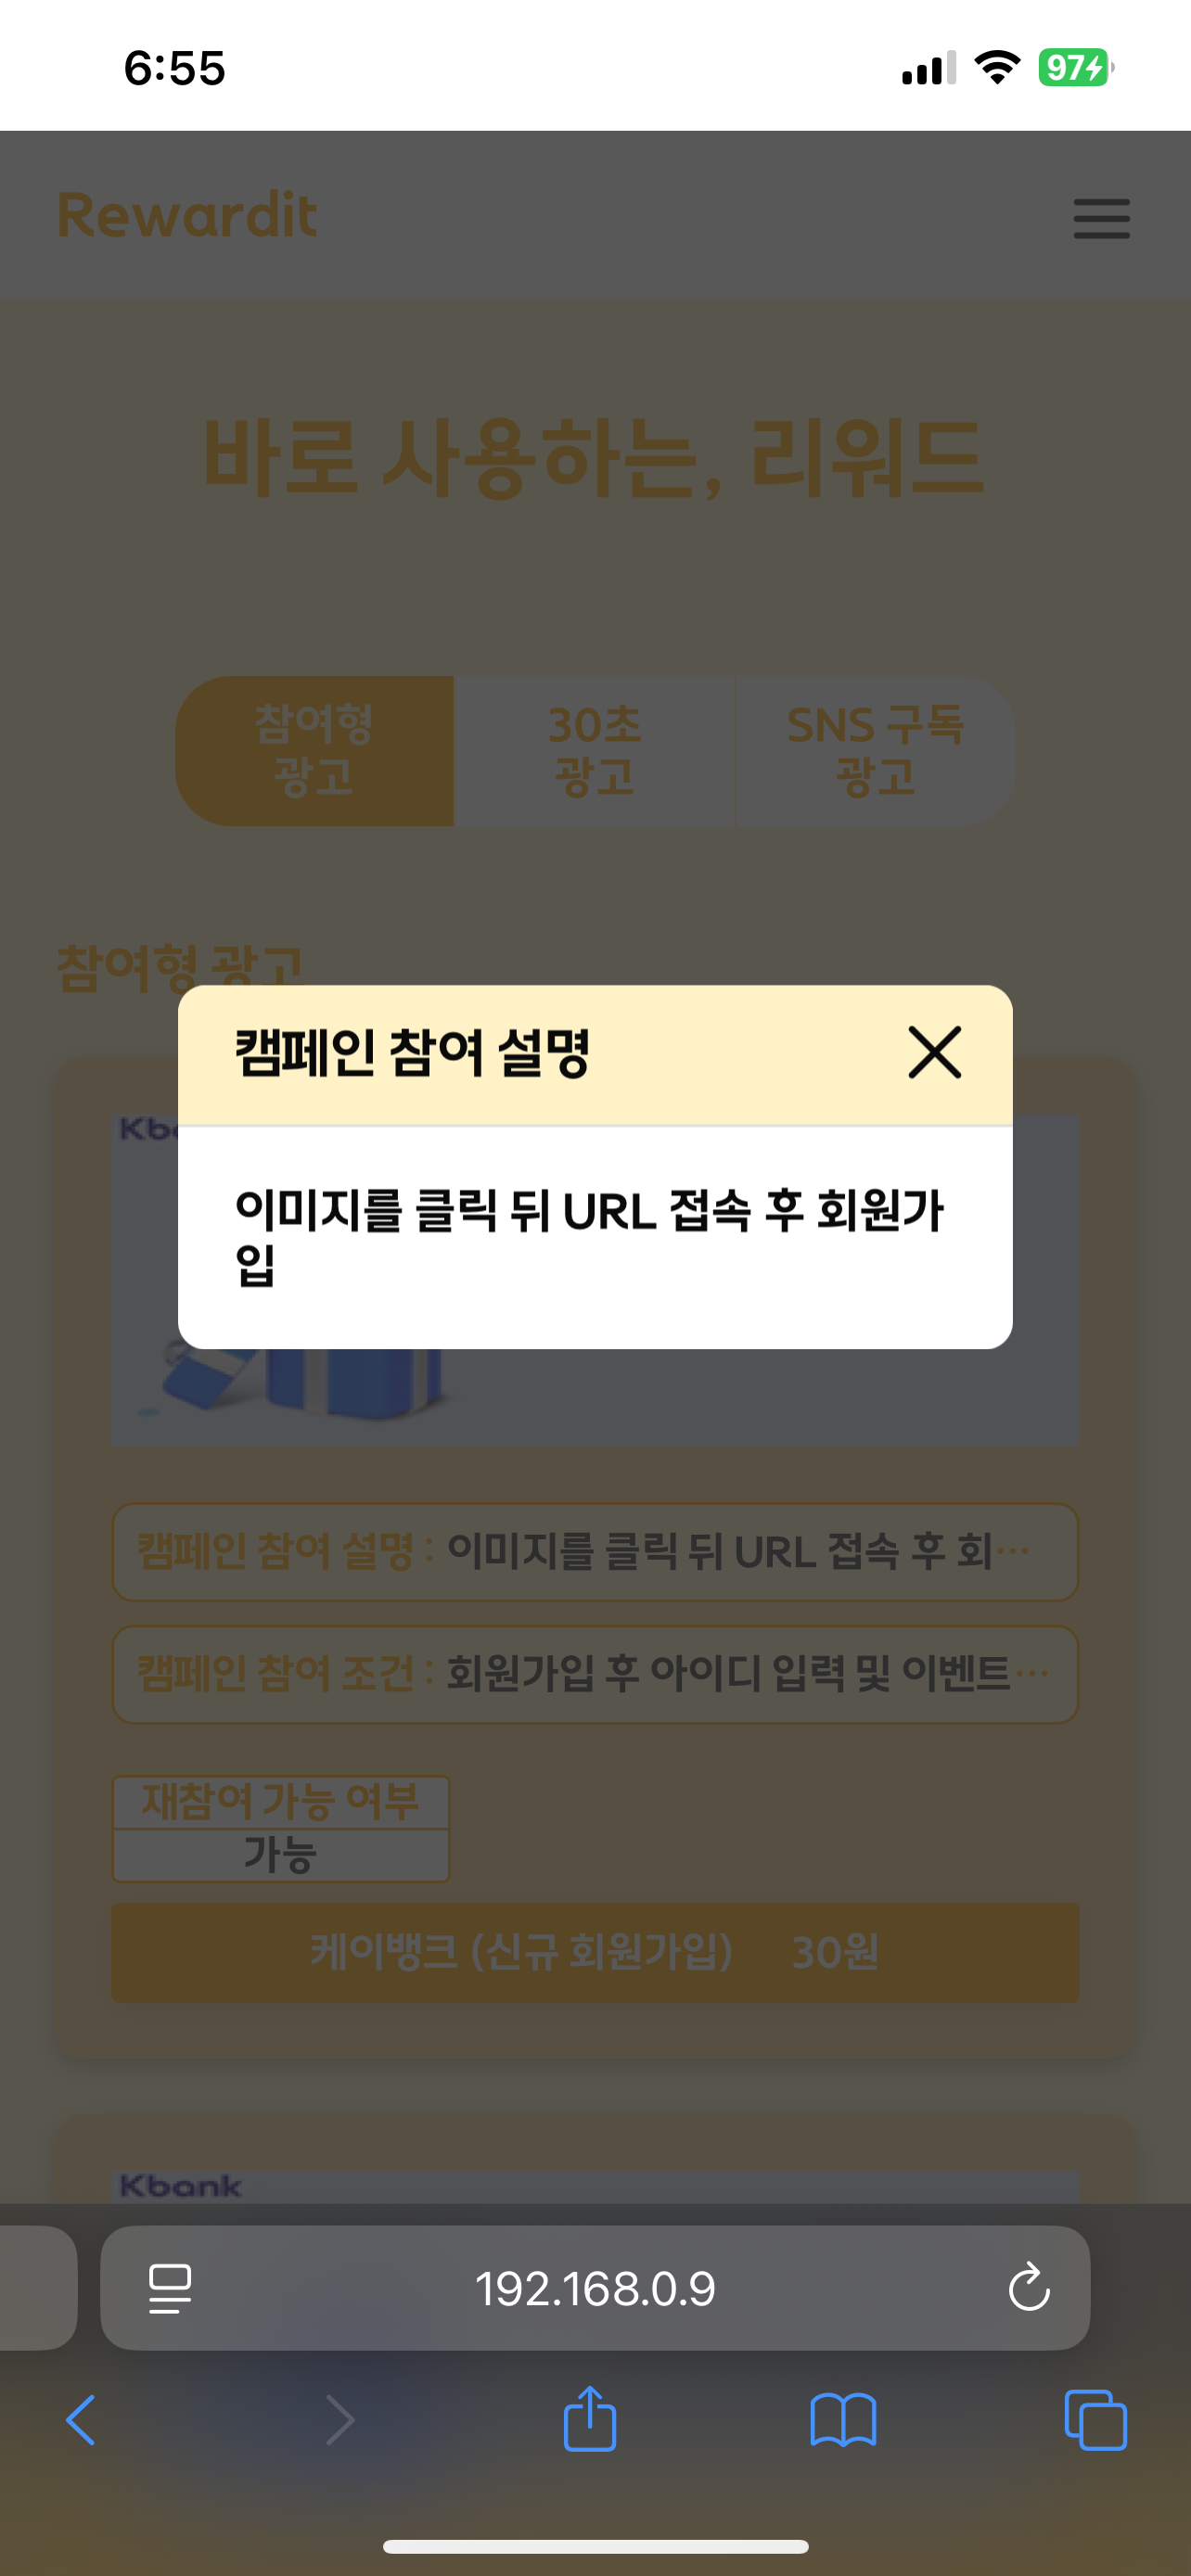 6:55
97
Rewardit
바로 사용하는, 리워드
참여형
광고
30초
광고
SNS 구독
광고
참여형 광고
캠페인 참여 설명
이미지를 클릭 뒤 URL 접속 후 회원가
입
캠페인 참여 설명 : 이미지를 클릭 뒤 URL 접속 후 회…
캠페인 참여 조건 : 회원가입 후 아이디 입력 및 이벤트…
재참여 가능 여부
가능
케이뱅크 (신규 회원가입) 30원
Kbank
192.168.0.9